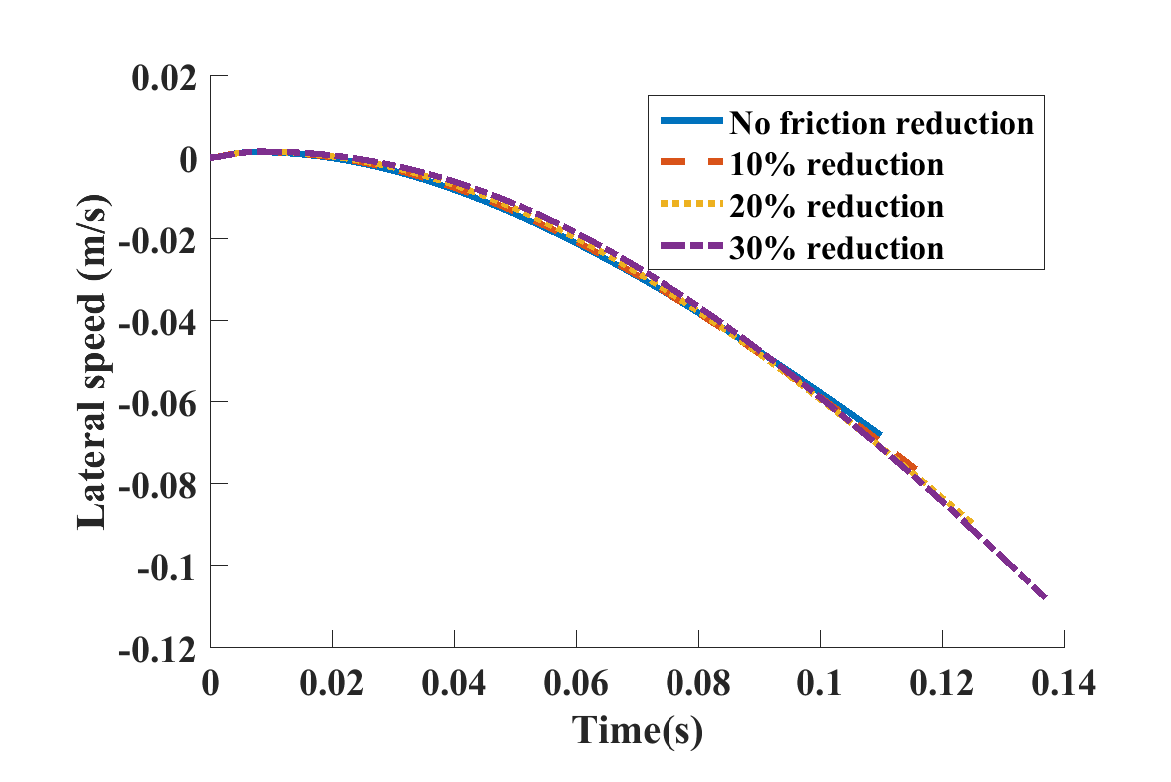 0.02
0
-0.02
-0.04
-0.06
-0.08
-0.1
-0.12
Lateral speed (m/s)
No friction reduction
10% reduction
20% reduction
30% reduction
0 0.02 0.04 0.06 0.08 0.1 0.12 0.14
Time(s)